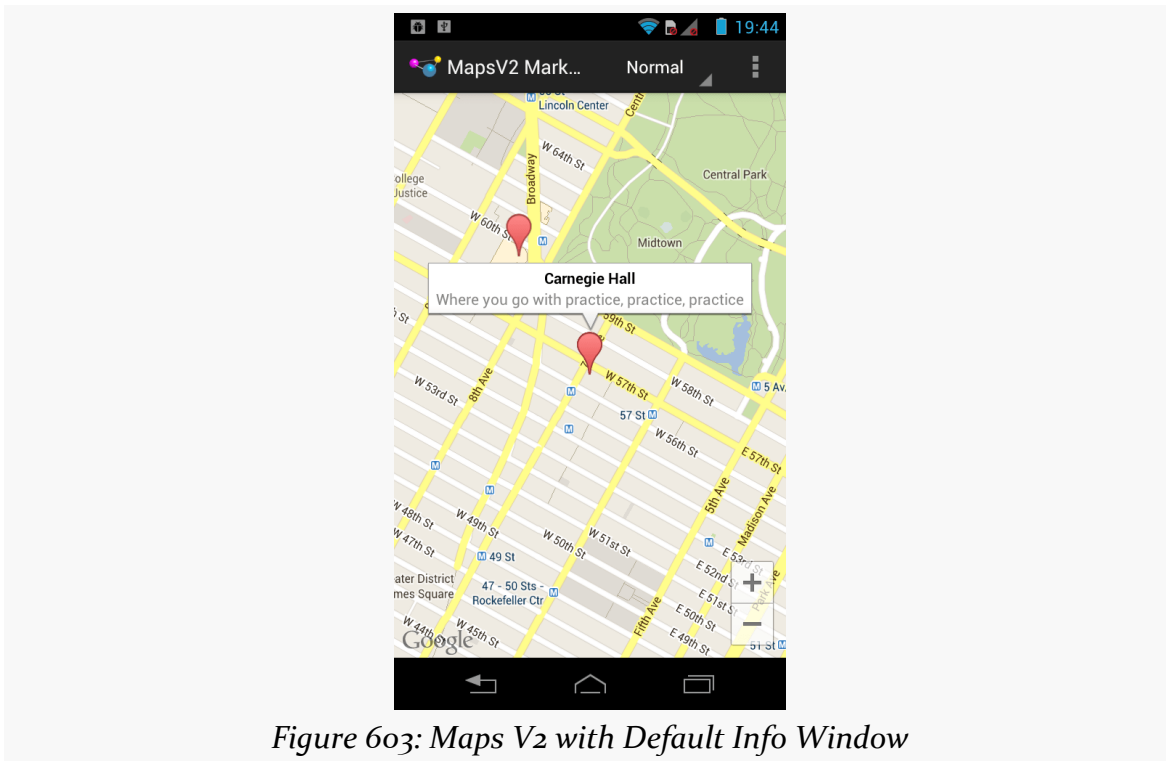 19:44
MapsV2 Mark...
Normal
Lincoln Center
W 64th St
Broadway
Central Park
ollege
Justice
W 60th St
Midtown
Carnegie Hall
Where you go with practice, practice, practice
59th St
W 57th St
W 58th St
M 5 Av
W 53rd St
8th Ave
57 St M
W 56th St
E 57th St
5th Ave
Madison Ave
W 48th St
W 49th St
W 47th St
W 50th St
W 51st St
M 49 St
E 53rd St
E 52nd St
E 51st St
Park Ave
ater District
mes Square
47 - 50 Sts -
Rockefeller Ctr
Fifth Ave
E 50th St
E 49th St
51 St M
W 44th
W 45th St
Google
Figure 603: Maps V2 with Default Info Window